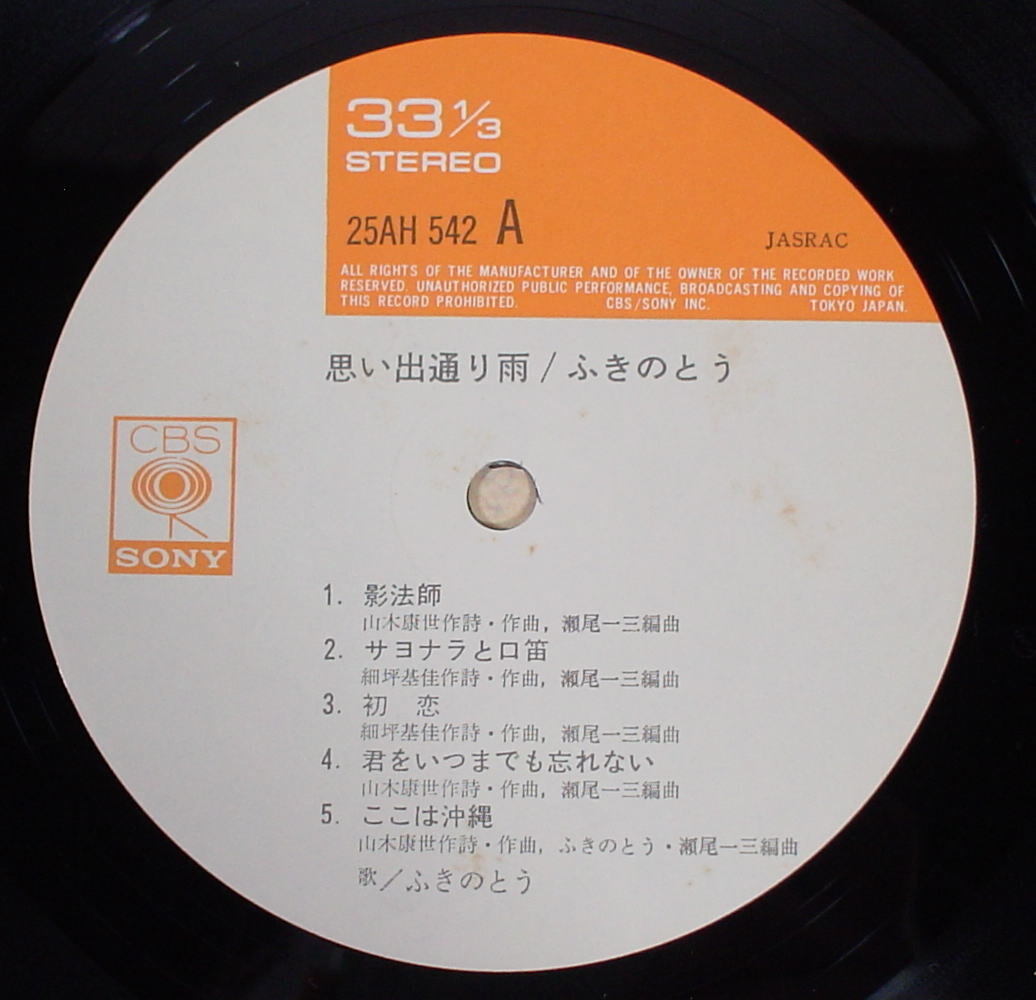 33 1/3
STEREO
25AH 542 A
JASRAC
ALL RIGHTS OF THE MANUFACTURER AND OF THE OWNER OF THE RECORDED WORK
RESERVED. UNAUTHORIZED PUBLIC PERFORMANCE, BROADCASTING AND COPYING OF
THIS RECORD PROHIBITED. CBS/SONY INC. TOKYO JAPAN.
思い出通り雨/ふきのとう
CBS
SONY
1. 影法師
山木康世作詩・作曲, 瀬尾一三編曲
2. サヨナラと口笛
細坪基佳作詩・作曲, 瀬尾一三編曲
3. 初 恋
細坪基佳作詩・作曲, 瀬尾一三編曲
4. 君をいつまでも忘れない
山木康世作詩・作曲, 瀬尾一三編曲
5. ここは沖縄
山木康世作詩・作曲, ふきのとう・瀬尾一三編曲
歌/ふきのとう